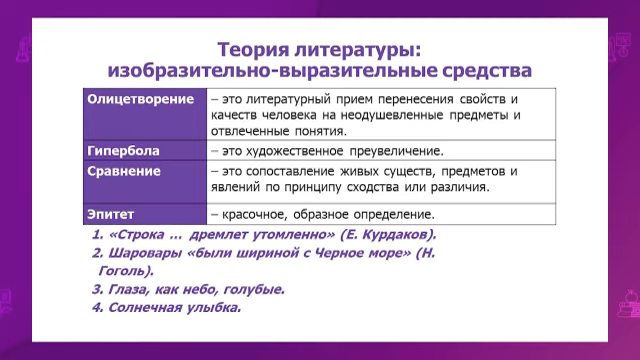 Теория литературы:
изобразительно-выразительные средства
Олицетворение
– это литературный прием перенесения свойств и
качеств человека на неодушевленные предметы и
отвлеченные понятия.
Гипербола
– это художественное преувеличение.
Сравнение
– это сопоставление живых существ, предметов и
явлений по принципу сходства или различия.
Эпитет
– красочное, образное определение.
1. «Строка ... дремлет утомленно» (Е. Курдаков).
2. Шаровары «были шириной с Черное море» (Н.
Гоголь).
3. Глаза, как небо, голубые.
4. Солнечная улыбка.